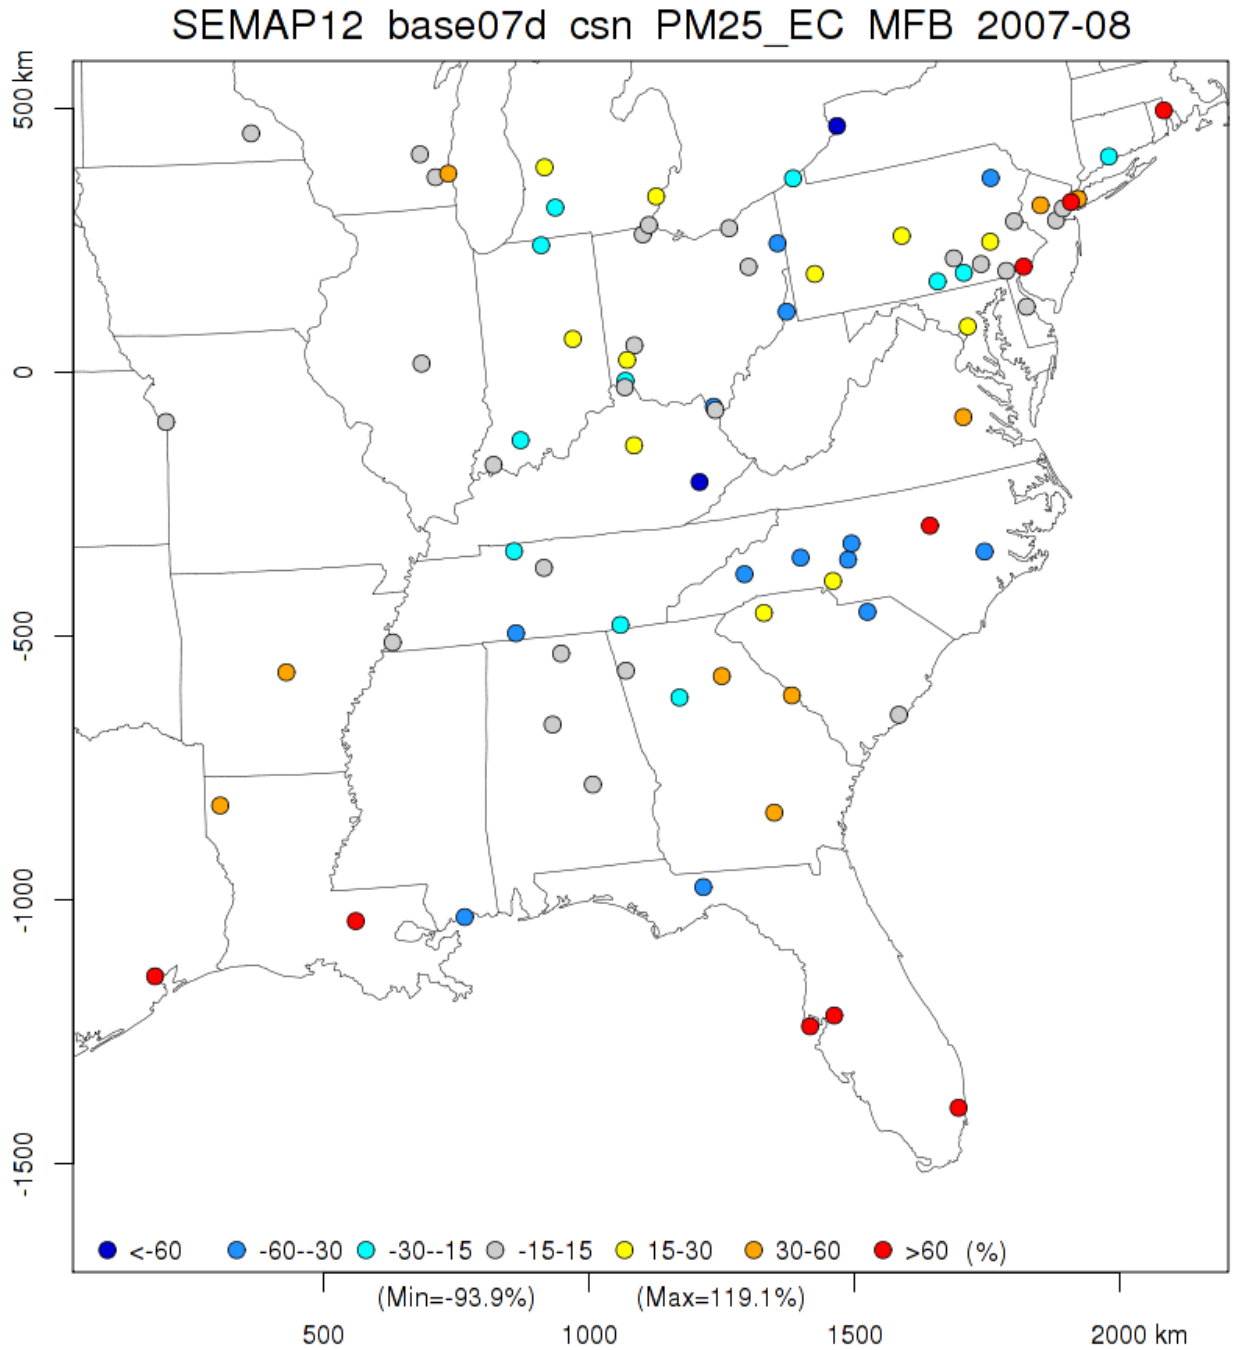 SEMAP12 base07d csn PM25_EC MFB 2007-08
500 km
0
-500
-1000
-1500
<-60 -60--30 -30--15 -15-15 15-30 30-60 >60 (%)
(Min=-93.9%) (Max=119.1%)
500 1000 1500 2000 km